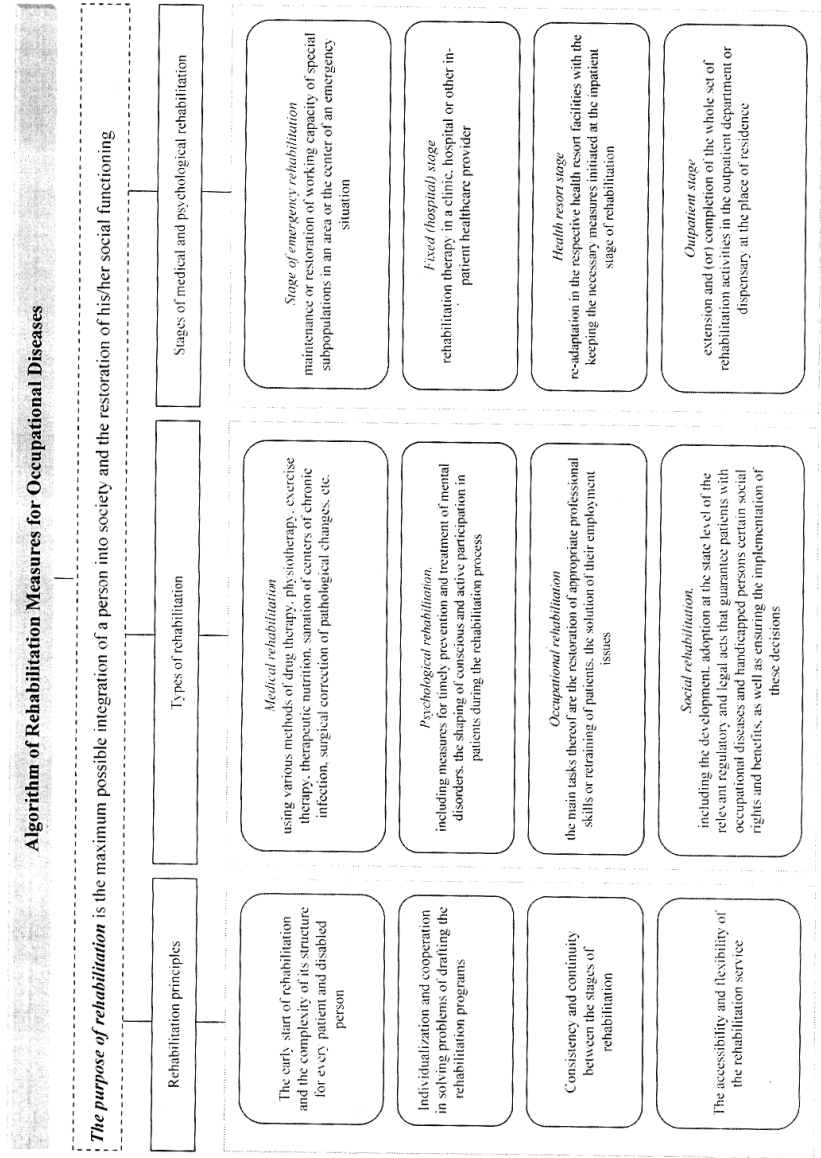 Algorithm of Rehabilitation Measures for Occupational Diseases
The purpose of rehabilitation is the maximum possible integration of a person into society and the restoration of his/her social functioning
Rehabilitation principles
The early start of rehabilitation
and the complexity of its structure
for every patient and disabled
person
Individualization and cooperation
in solving problems of drafting the
rehabilitation programs
Consistency and continuity
between the stages of
rehabilitation
The accessibility and flexibility of
the rehabilitation service
Types of rehabilitation
Medical rehabilitation
using various methods of drug therapy, physiotherapy, exercise
therapy, therapeutic nutrition, sanation of centers of chronic
infection, surgical correction of pathological changes, etc.
Psychological rehabilitation,
including measures for timely prevention and treatment of mental
disorders, the shaping of conscious and active participation in
patients during the rehabilitation process
Occupational rehabilitation
the main tasks thereof are the restoration of appropriate professional
skills or retraining of patients, the solution of their employment
issues
Social rehabilitation,
including the development, adoption at the state level of the
relevant regulatory and legal acts that guarantee patients with
occupational diseases and handicapped persons certain social
rights and benefits, as well as ensuring the implementation of
these decisions
Stages of medical and psychological rehabilitation
Stage of emergency rehabilitation
maintenance or restoration of working capacity of special
subpopulations in an area or the center of an emergency
situation
Fixed (hospital) stage
rehabilitation therapy in a clinic, hospital or other in-
patient healthcare provider
Health resort stage
re-adaptation in the respective health resort facilities with the
keeping the necessary measures initiated at the inpatient
stage of rehabilitation
Outpatient stage
extension and (or) completion of the whole set of
rehabilitation activities in the outpatient department or
dispensary at the place of residence